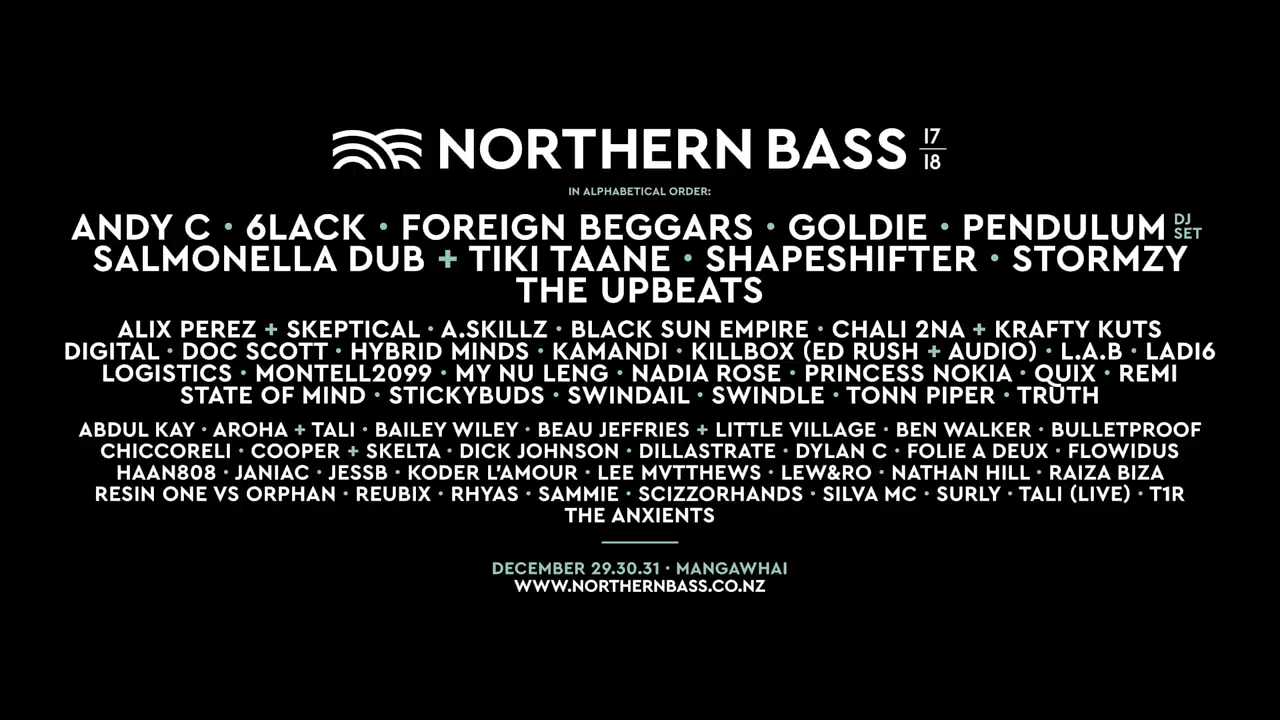 NORTHERN BASS 17/18
IN ALPHABETICAL ORDER:
ANDY C · 6LACK · FOREIGN BEGGARS · GOLDIE · PENDULUM DJ SET
SALMONELLA DUB + TIKI TAANE · SHAPESHIFTER · STORMZY
THE UPBEATS
ALIX PEREZ + SKEPTICAL · A.SKILLZ · BLACK SUN EMPIRE · CHALI 2NA + KRAFTY KUTS
DIGITAL · DOC SCOTT · HYBRID MINDS · KAMANDI · KILLBOX (ED RUSH + AUDIO) · L.A.B · LADI6
LOGISTICS · MONTELL2099 · MY NU LENG · NADIA ROSE · PRINCESS NOKIA · QUIX · REMI
STATE OF MIND · STICKYBUDS · SWINDAIL · SWINDLE · TONN PIPER · TRUTH
ABDUL KAY · AROHA + TALI · BAILEY WILEY · BEAU JEFFRIES + LITTLE VILLAGE · BEN WALKER · BULLETPROOF
CHICCORELI · COOPER + SKELTA · DICK JOHNSON · DILLASTRATE · DYLAN C · FOLIE A DEUX · FLOWIDUS
HAAN808 · JANIAC · JESSB · KODER L'AMOUR · LEE MVTTHEWS · LEW&RO · NATHAN HILL · RAIZA BIZA
RESIN ONE VS ORPHAN · REUBIX · RHYAS · SAMMIE · SCIZZORHANDS · SILVA MC · SURLY · TALI (LIVE) · T1R
THE ANXIENTS
DECEMBER 29.30.31 · MANGAWHAI
WWW.NORTHERNBASS.CO.NZ